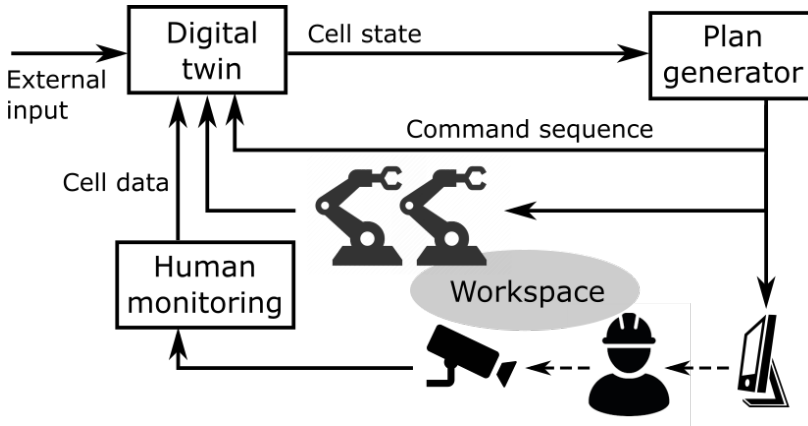 Digital
twin
Cell state
Plan
generator
External
input
Command sequence
Cell data
Human
monitoring
Workspace